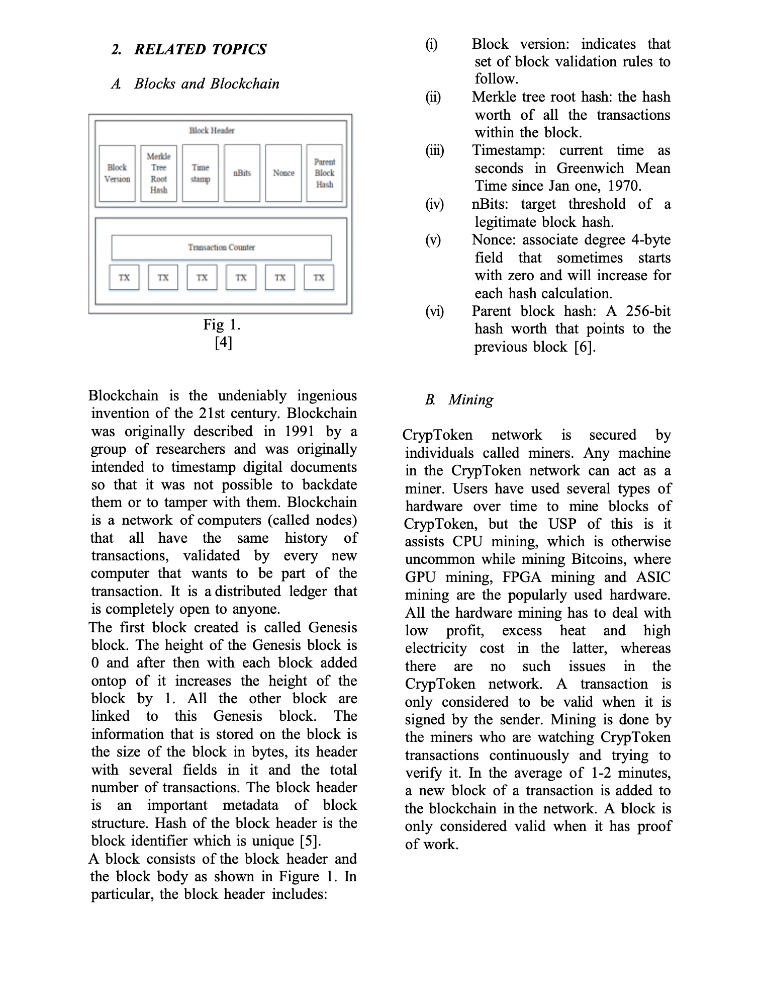 2. RELATED TOPICS
A. Blocks and Blockchain
Block Header
Block
Version
Merkle
Tree
Root
Hash
Time
stamp
nBits
Nonce
Parent
Block
Hash
Transaction Counter
TX
TX
TX
TX
TX
TX
Fig 1.
[4]
Blockchain is the undeniably ingenious
invention of the 21st century. Blockchain
was originally described in 1991 by a
group of researchers and was originally
intended to timestamp digital documents
so that it was not possible to backdate
them or to tamper with them. Blockchain
is a network of computers (called nodes)
that all have the same history of
transactions, validated by every new
computer that wants to be part of the
transaction. It is a distributed ledger that
is completely open to anyone.
The first block created is called Genesis
block. The height of the Genesis block is
0 and after then with each block added
ontop of it increases the height of the
block by 1. All the other block are
linked to this Genesis block. The
information that is stored on the block is
the size of the block in bytes, its header
with several fields in it and the total
number of transactions. The block header
is an important metadata of block
structure. Hash of the block header is the
block identifier which is unique [5].
A block consists of the block header and
the block body as shown in Figure 1. In
particular, the block header includes:
(i) Block version: indicates that
set of block validation rules to
follow.
(ii) Merkle tree root hash: the hash
worth of all the transactions
within the block.
(iii) Timestamp: current time as
seconds in Greenwich Mean
Time since Jan one, 1970.
(iv) nBits: target threshold of a
legitimate block hash.
(v) Nonce: associate degree 4-byte
field that sometimes starts
with zero and will increase for
each hash calculation.
(vi) Parent block hash: A 256-bit
hash worth that points to the
previous block [6].
B. Mining
CrypToken network is secured by
individuals called miners. Any machine
in the CrypToken network can act as a
miner. Users have used several types of
hardware over time to mine blocks of
CrypToken, but the USP of this is it
assists CPU mining, which is otherwise
uncommon while mining Bitcoins, where
GPU mining, FPGA mining and ASIC
mining are the popularly used hardware.
All the hardware mining has to deal with
low profit, excess heat and high
electricity cost in the latter, whereas
there are no such issues in the
CrypToken network. A transaction is
only considered to be valid when it is
signed by the sender. Mining is done by
the miners who are watching CrypToken
transactions continuously and trying to
verify it. In the average of 1-2 minutes,
a new block of a transaction is added to
the blockchain in the network. A block is
only considered valid when it has proof
of work.